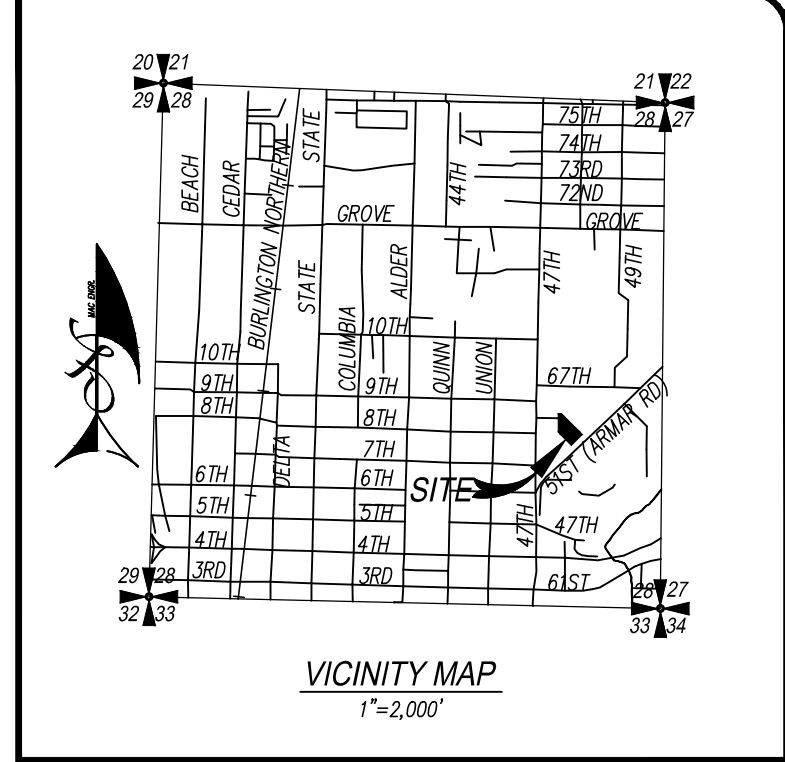 20 21
29 28
21 22
28 27
75TH
74TH
73RD
72ND
BEACH
CEDAR
BURLINGTON NORTHERM
STATE
44TH
GROVE
GROVE
MAC ENGR.
STATE
COLUMBIA
ALDER
47TH
49TH
10TH
10TH
QUINN
UNION
67TH
9TH
9TH
8TH
8TH
7TH
DELTA
51ST (ARMAR RD)
6TH
6TH
SITE
5TH
5TH
47TH
47TH
4TH
4TH
3RD
3RD
61ST
29 28
32 33
28 27
33 34
VICINITY MAP
1"=2,000'